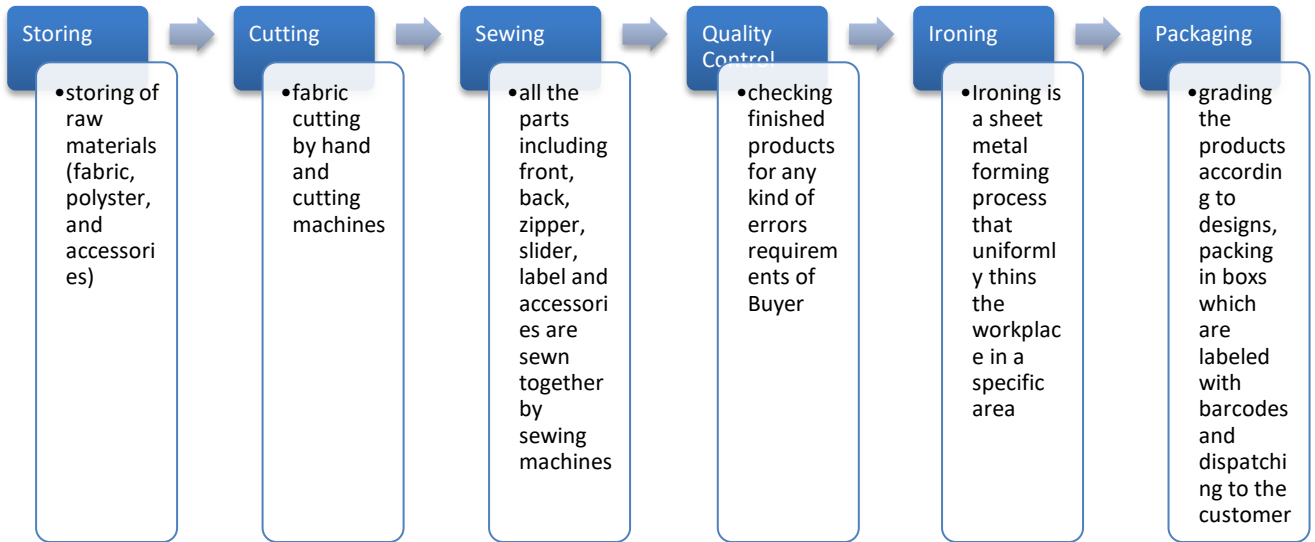 Storing
•storing of
raw
materials
(fabric,
polyster,
and
accessori
es)
Cutting
•fabric
cutting
by hand
and
cutting
machines
Sewing
•all the
parts
including
front,
back,
zipper,
slider,
label and
accessori
es are
sewn
together
by
sewing
machines
Quality
Control
•checking
finished
products
for any
kind of
errors
requirem
ents of
Buyer
Ironing
•Ironing is
a sheet
metal
forming
process
that
uniforml
y thins
the
workplac
e in a
specific
area
Packaging
•grading
the
products
accordin
g to
designs,
packing
in boxs
which
are
labeled
with
barcodes
and
dispatchi
ng to the
customer